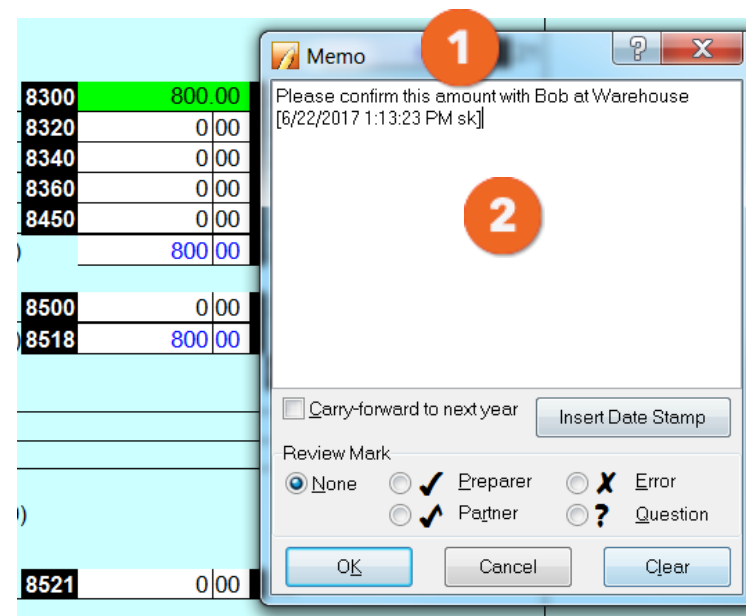 8300 800.00
8320 0 00
8340 0 00
8360 0 00
8450 0 00
) 800 00
8500 0 00
) 8518 800 00
)
8521 0 00
Memo
1
? X
Please confirm this amount with Bob at Warehouse
[6/22/2017 1:13:23 PM sk]
2
Carry-forward to next year
Insert Date Stamp
Review Mark
None ✓ Preparer ✗ Error
Partner ? Question
OK Cancel Clear